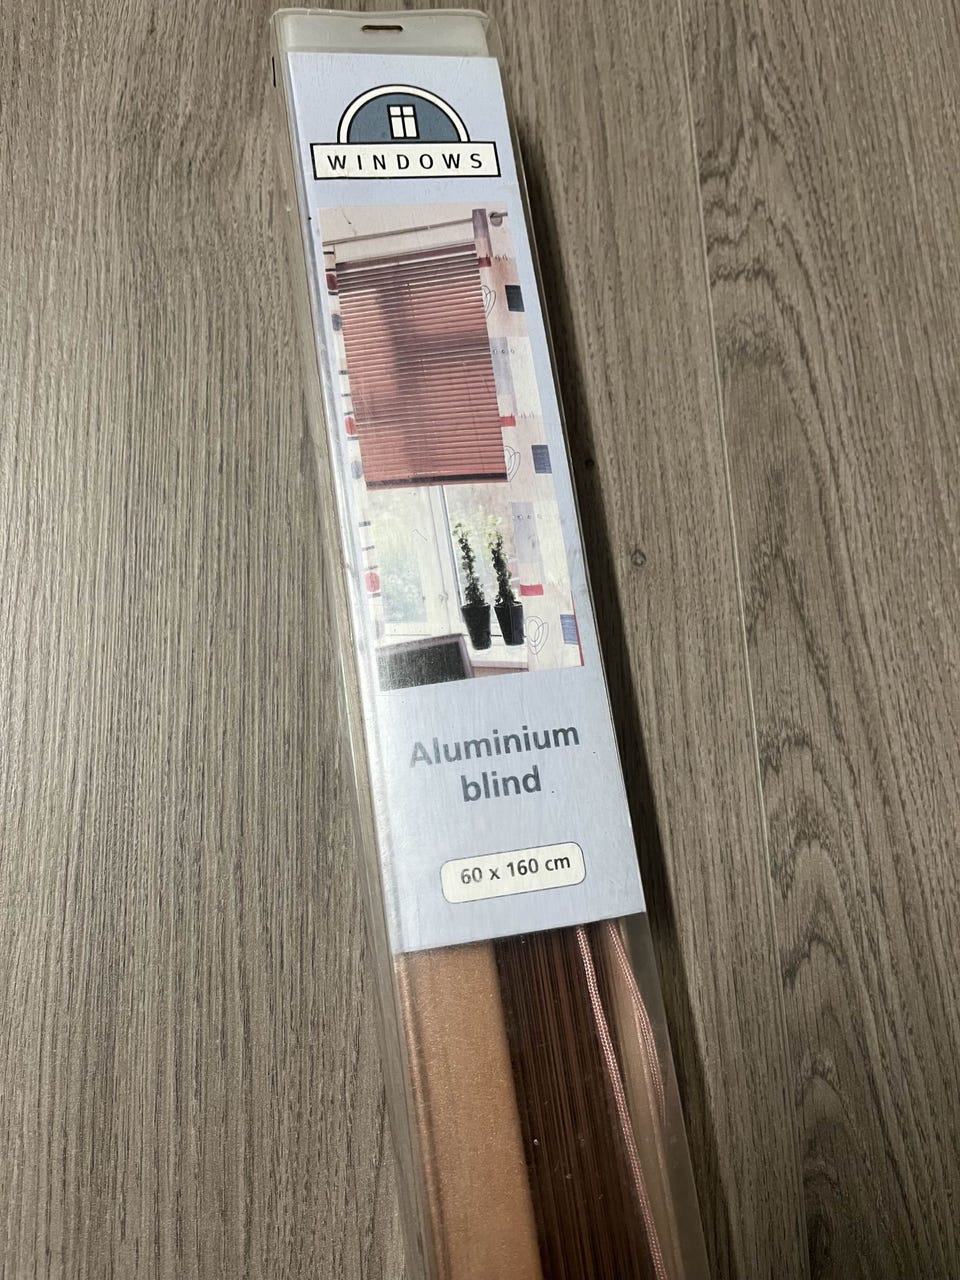 WINDOWS
Aluminium
blind
60 x 160 cm